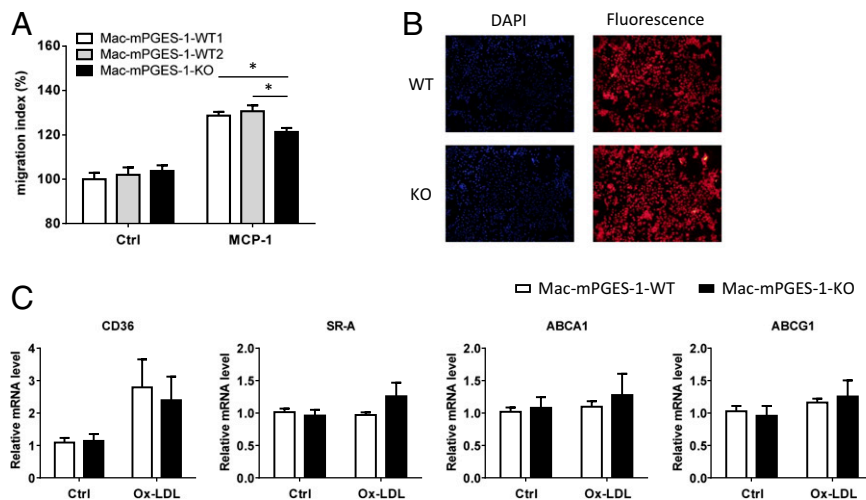 A
Mac-mPGES-1-WT1
Mac-mPGES-1-WT2
Mac-mPGES-1-KO
migration index (%)
160
140
120
100
80
*
*
Ctrl
MCP-1
B
DAPI
Fluorescence
WT
KO
C
Mac-mPGES-1-WT
Mac-mPGES-1-KO
CD36
Relative mRNA level
4
3
2
1
0
Ctrl
Ox-LDL
SR-A
Relative mRNA level
2.0
1.5
1.0
0.5
0.0
Ctrl
Ox-LDL
ABCA1
Relative mRNA level
2.0
1.5
1.0
0.5
0.0
Ctrl
Ox-LDL
ABCG1
Relative mRNA level
2.0
1.5
1.0
0.5
0.0
Ctrl
Ox-LDL